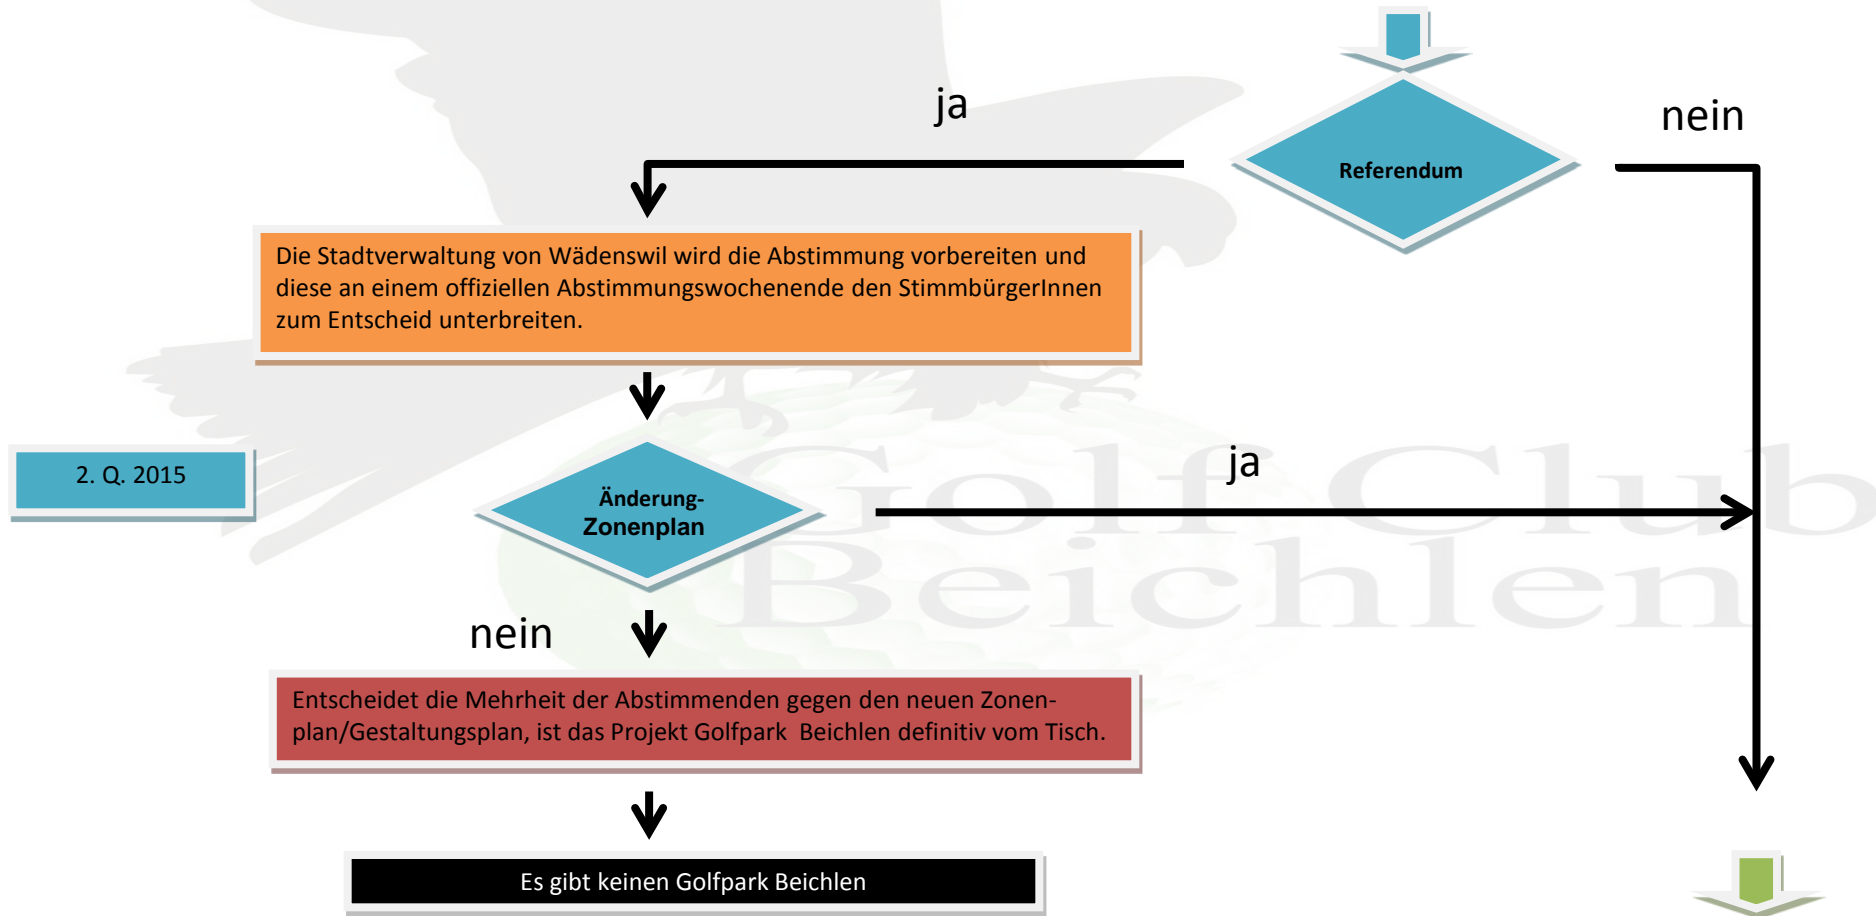 ja
nein
Referendum
Die Stadtverwaltung von Wädenswil wird die Abstimmung vorbereiten und
diese an einem offiziellen Abstimmungswochenende den StimmbürgerInnen
zum Entscheid unterbreiten.
2. Q. 2015
Änderung-
Zonenplan
ja
Golf Club
Beichlen
nein
Entscheidet die Mehrheit der Abstimmenden gegen den neuen Zonen-
plan/Gestaltungsplan, ist das Projekt Golfpark  Beichlen definitiv vom Tisch.
Es gibt keinen Golfpark Beichlen